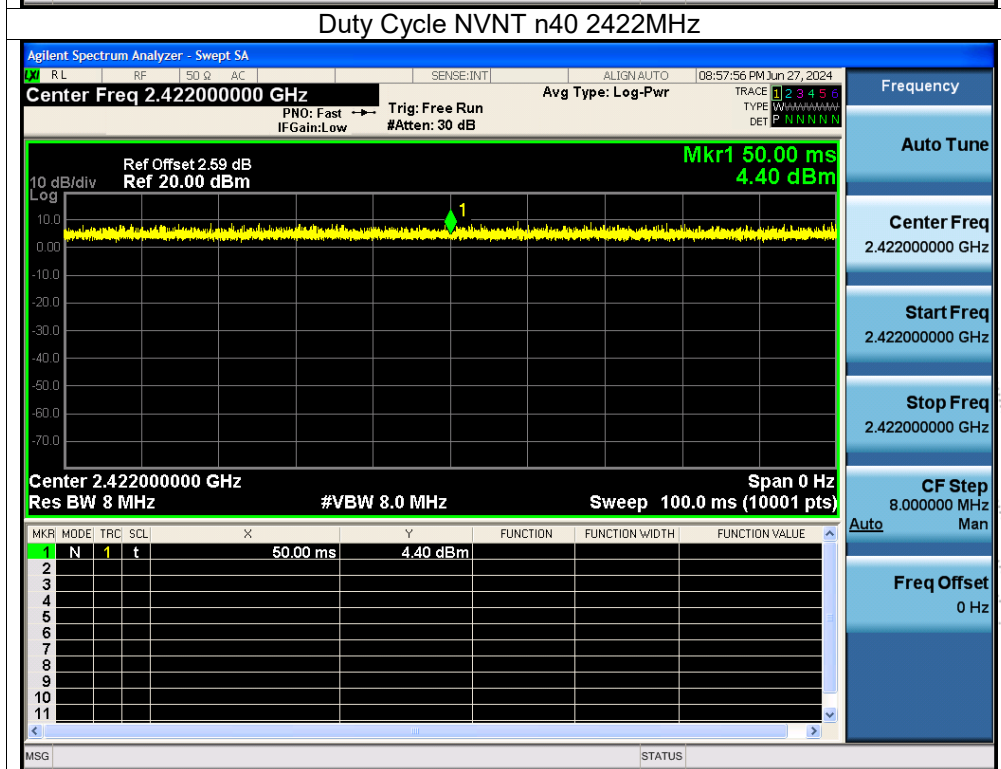 Duty Cycle NVNT n40 2422MHz
Agilent Spectrum Analyzer - Swept SA
LXI RL RF 50 Ω AC SENSE:INT ALIGN AUTO 08:57:56 PM Jun 27, 2024
Center Freq 2.422000000 GHz Avg Type: Log-Pwr TRACE 1 2 3 4 5 6
PNO: Fast Trig: Free Run TYPE WWWWWW
IFGain:Low #Atten: 30 dB DET P N N N N N
Frequency
Auto Tune
Center Freq
2.422000000 GHz
Start Freq
2.422000000 GHz
Stop Freq
2.422000000 GHz
CF Step
8.000000 MHz
Auto Man
Freq Offset
0 Hz
Mkr1 50.00 ms
4.40 dBm
Ref Offset 2.59 dB
10 dB/div Ref 20.00 dBm
Log
1
10.0
0.00
-10.0
-20.0
-30.0
-40.0
-50.0
-60.0
-70.0
Center 2.422000000 GHz Span 0 Hz
Res BW 8 MHz #VBW 8.0 MHz Sweep 100.0 ms (10001 pts)
MKR MODE TRC SCL X Y FUNCTION FUNCTION WIDTH FUNCTION VALUE
1 N 1 t 50.00 ms 4.40 dBm
2
3
4
5
6
7
8
9
10
11
MSG STATUS